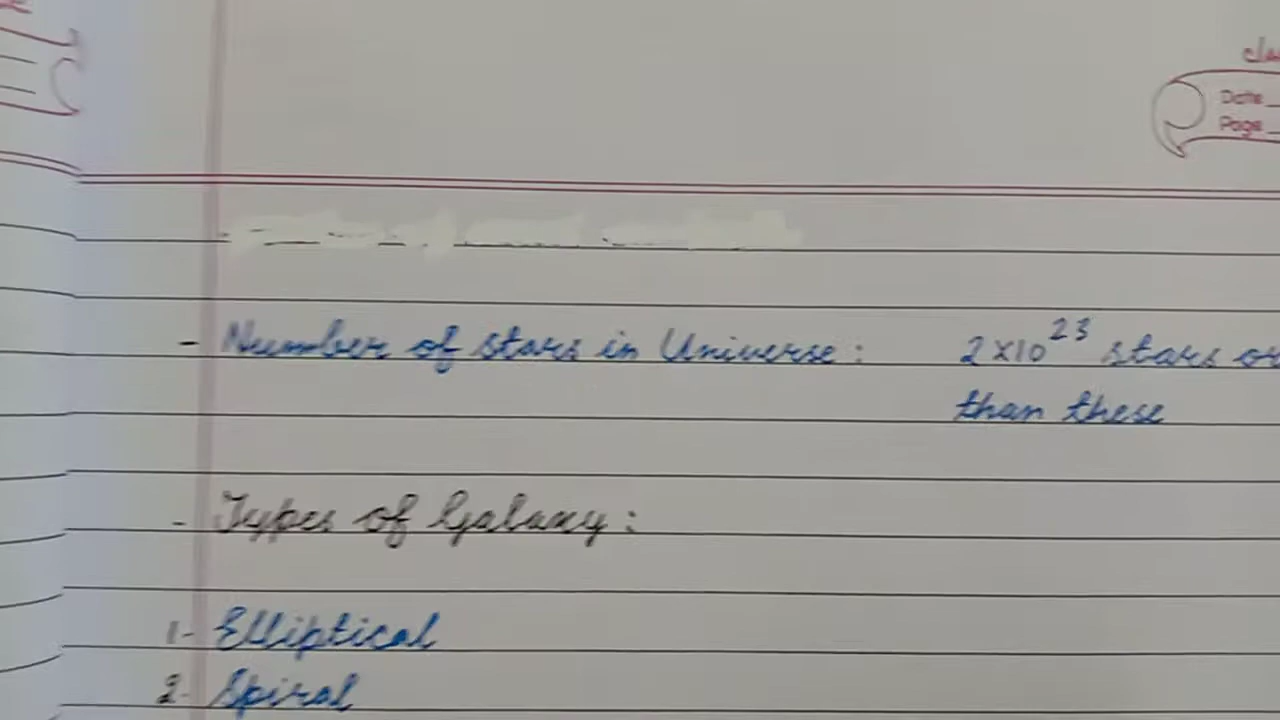 Date
Page
- Number of stars in Universe : 2×10²³ stars or
than these
- Types of Galaxy :
1- Elliptical
2- Spiral